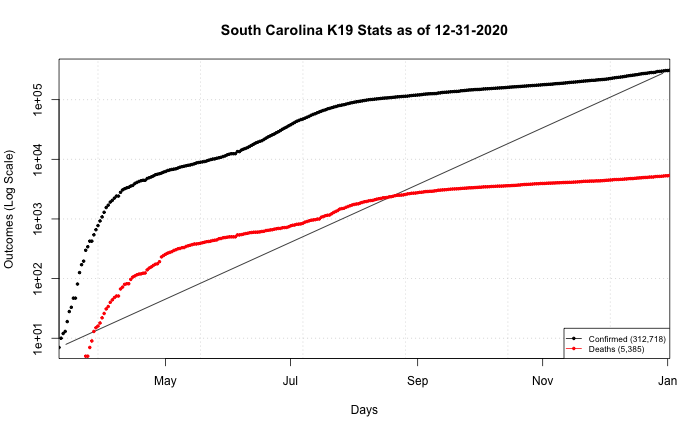 South Carolina K19 Stats as of 12-31-2020
Outcomes (Log Scale)
1e+05
1e+04
1e+03
1e+02
1e+01
Confirmed (312,718)
Deaths (5,385)
May Jul Sep Nov Jan
Days